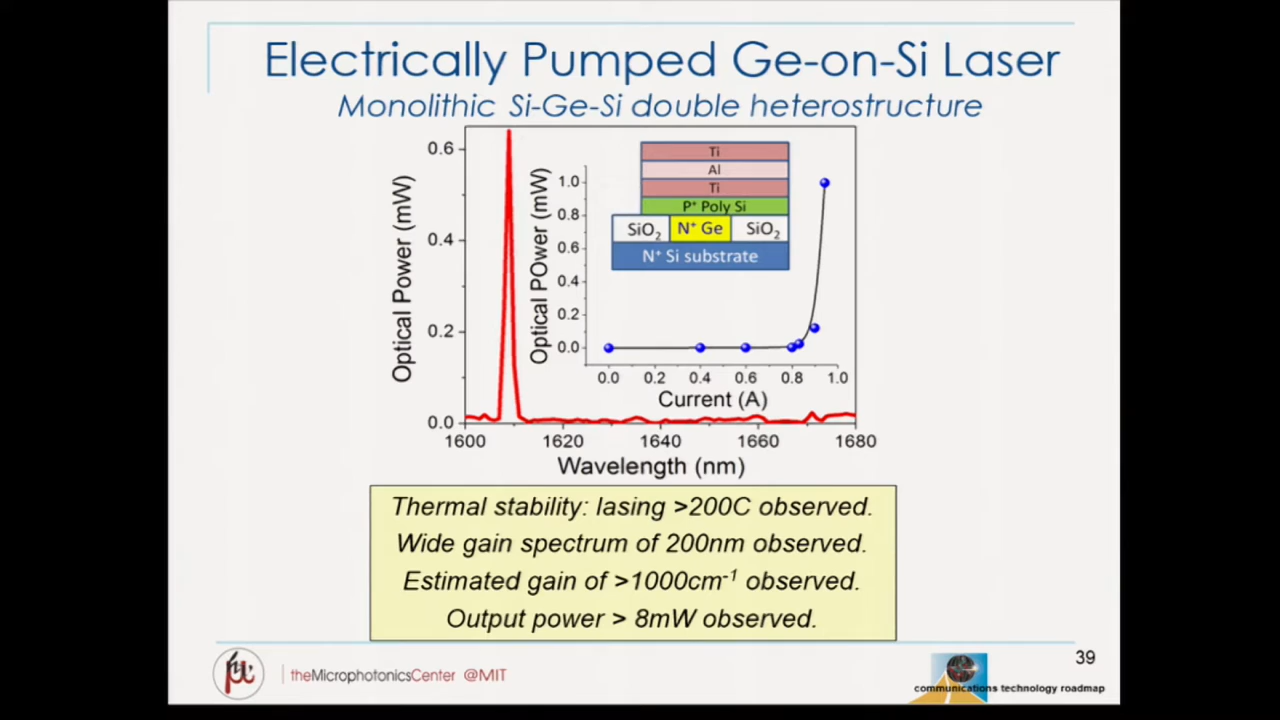 Electrically Pumped Ge-on-Si Laser
Monolithic Si-Ge-Si double heterostructure
Optical Power (mW)
0.6
0.4
0.2
0.0
1600
1620
1640
1660
1680
Wavelength (nm)
Optical POwer (mW)
1.0
0.8
0.6
0.4
0.2
0.0
0.0
0.2
0.4
0.6
0.8
1.0
Current (A)
Ti
Al
Ti
P⁺ Poly Si
SiO₂
N⁺ Ge
SiO₂
N⁺ Si substrate
Thermal stability: lasing >200C observed.
Wide gain spectrum of 200nm observed.
Estimated gain of >1000cm⁻¹ observed.
Output power > 8mW observed.
μ
theMicrophotonicsCenter @MIT
39
communications technology roadmap